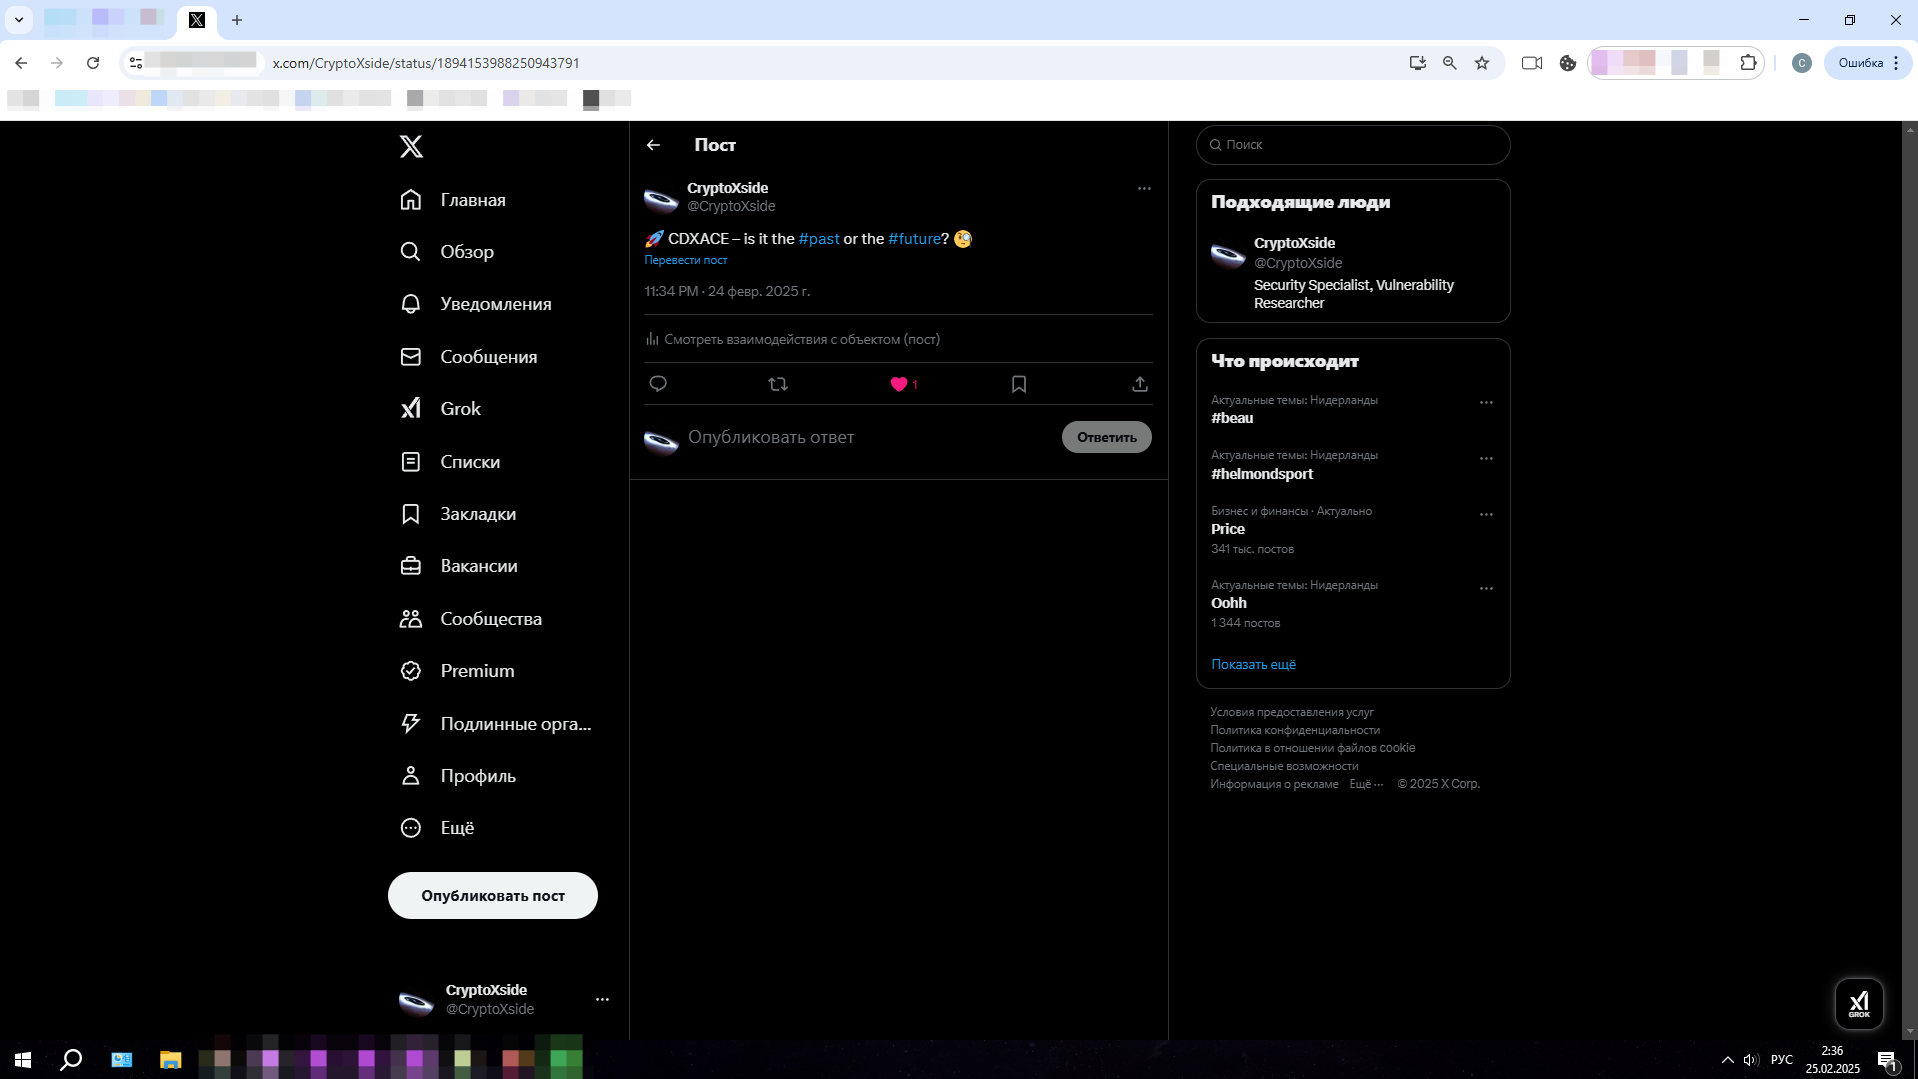 x.com/CryptoXside/status/1894153988250943791
С
Ошибка
Главная
Обзор
Уведомления
Сообщения
Grok
Списки
Закладки
Вакансии
Сообщества
Premium
Подлинные орга...
Профиль
Ещё
Опубликовать пост
CryptoXside
@CryptoXside
Пост
CryptoXside
@CryptoXside
🚀 CDXACE – is it the #past or the #future? 🧐
Перевести пост
11:34 PM · 24 февр. 2025 г.
Смотреть взаимодействия с объектом (пост)
1
Опубликовать ответ
Ответить
Поиск
Подходящие люди
CryptoXside
@CryptoXside
Security Specialist, Vulnerability
Researcher
Что происходит
Актуальные темы: Нидерланды
#beau
Актуальные темы: Нидерланды
#helmondsport
Бизнес и финансы · Актуально
Price
341 тыс. постов
Актуальные темы: Нидерланды
Oohh
1 344 постов
Показать ещё
Условия предоставления услуг
Политика конфиденциальности
Политика в отношении файлов cookie
Специальные возможности
Информация о рекламе Ещё ··· © 2025 X Corp.
GROK
РУС
2:36
25.02.2025
1